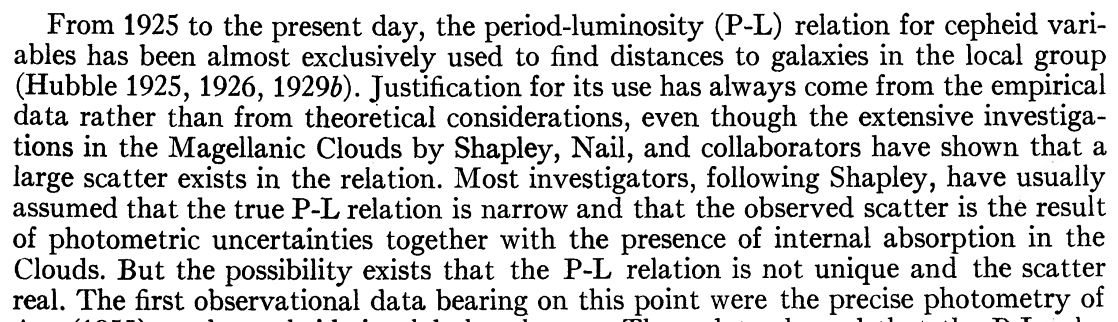 From 1925 to the present day, the period-luminosity (P-L) relation for cepheid vari-
ables has been almost exclusively used to find distances to galaxies in the local group
(Hubble 1925, 1926, 1929b). Justification for its use has always come from the empirical
data rather than from theoretical considerations, even though the extensive investiga-
tions in the Magellanic Clouds by Shapley, Nail, and collaborators have shown that a
large scatter exists in the relation. Most investigators, following Shapley, have usually
assumed that the true P-L relation is narrow and that the observed scatter is the result
of photometric uncertainties together with the presence of internal absorption in the
Clouds. But the possibility exists that the P-L relation is not unique and the scatter
real. The first observational data bearing on this point were the precise photometry of